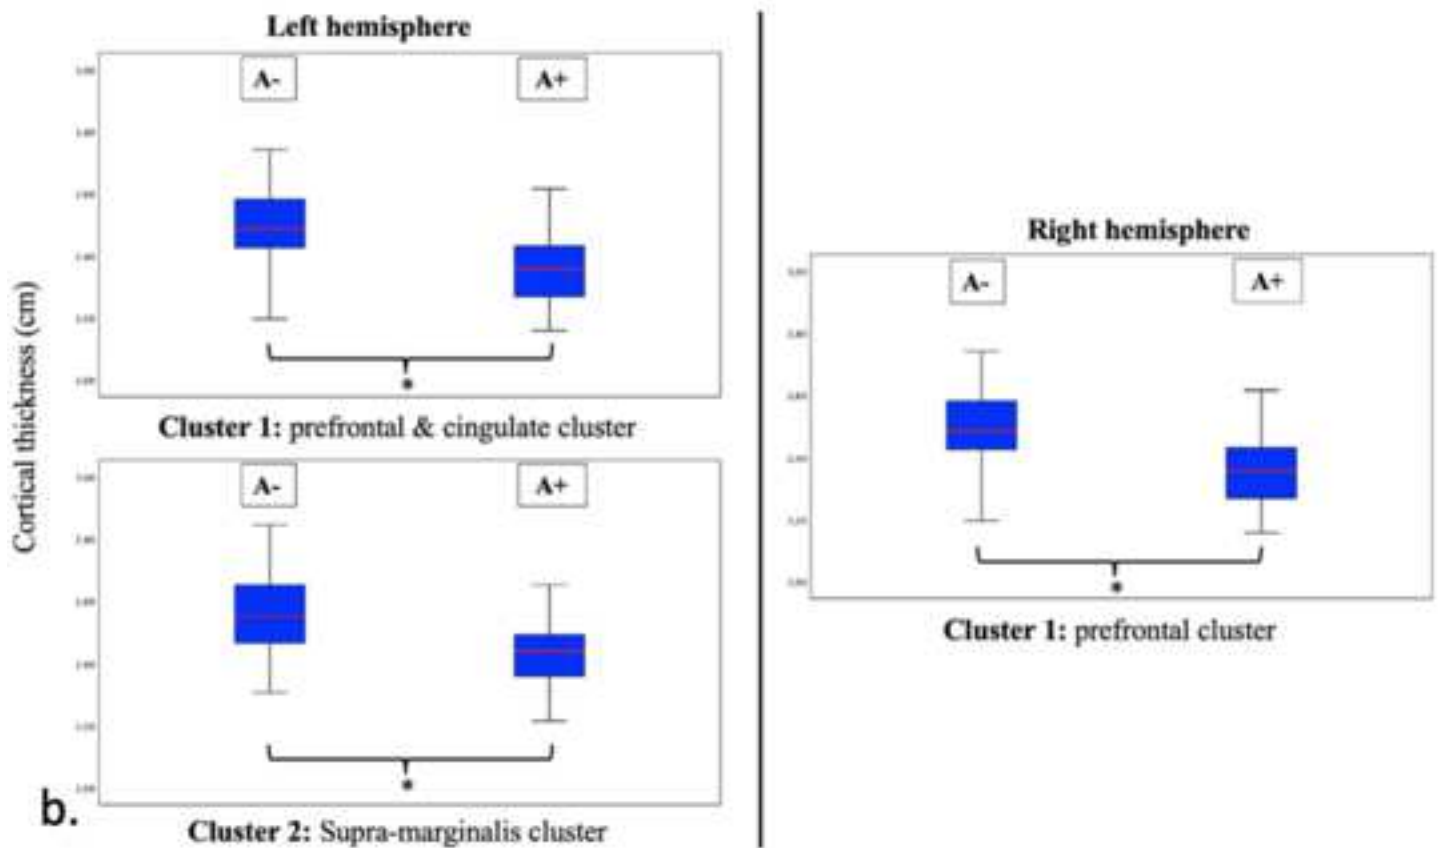 Left hemisphere
A-
A+
*
Cluster 1: prefrontal & cingulate cluster
A-
A+
*
Cluster 2: Supra-marginalis cluster
Cortical thickness (cm)
b.
Right hemisphere
A-
A+
*
Cluster 1: prefrontal cluster